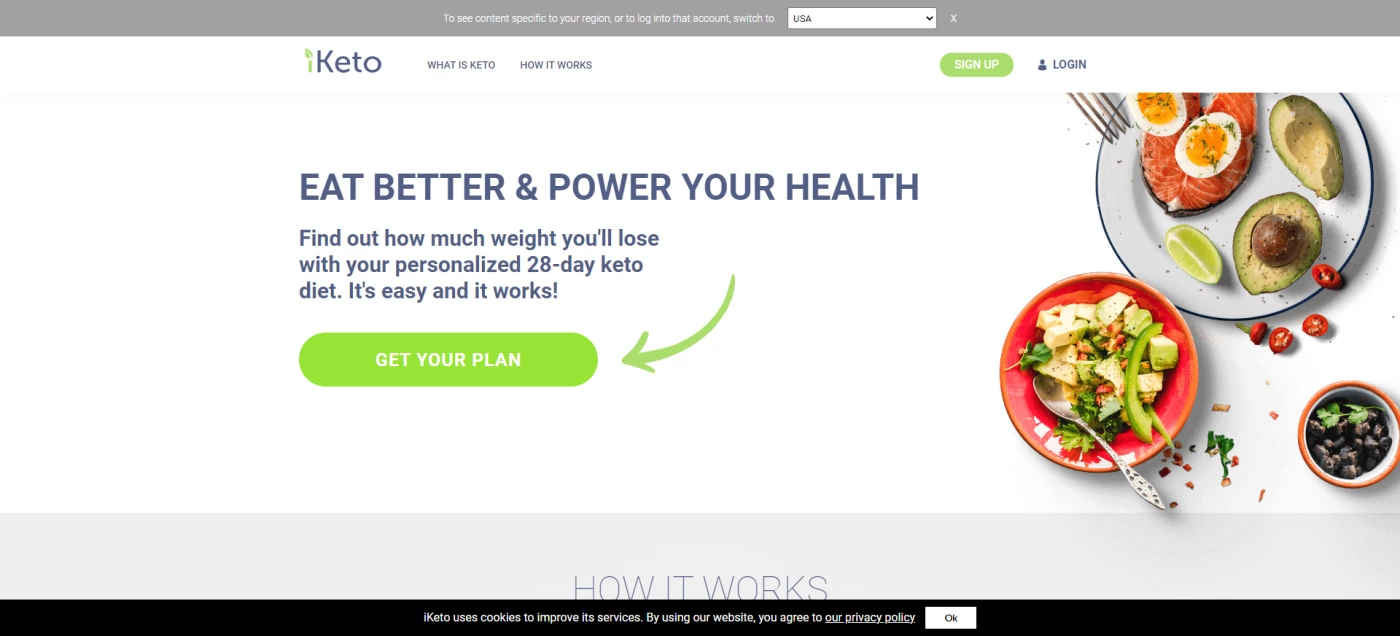 To see content specific to your region, or to log into that account, switch to USA X
iKeto WHAT IS KETO HOW IT WORKS SIGN UP LOGIN
EAT BETTER & POWER YOUR HEALTH
Find out how much weight you'll lose
with your personalized 28-day keto
diet. It's easy and it works!
GET YOUR PLAN
HOW IT WORKS
iKeto uses cookies to improve its services. By using our website, you agree to our privacy policy Ok